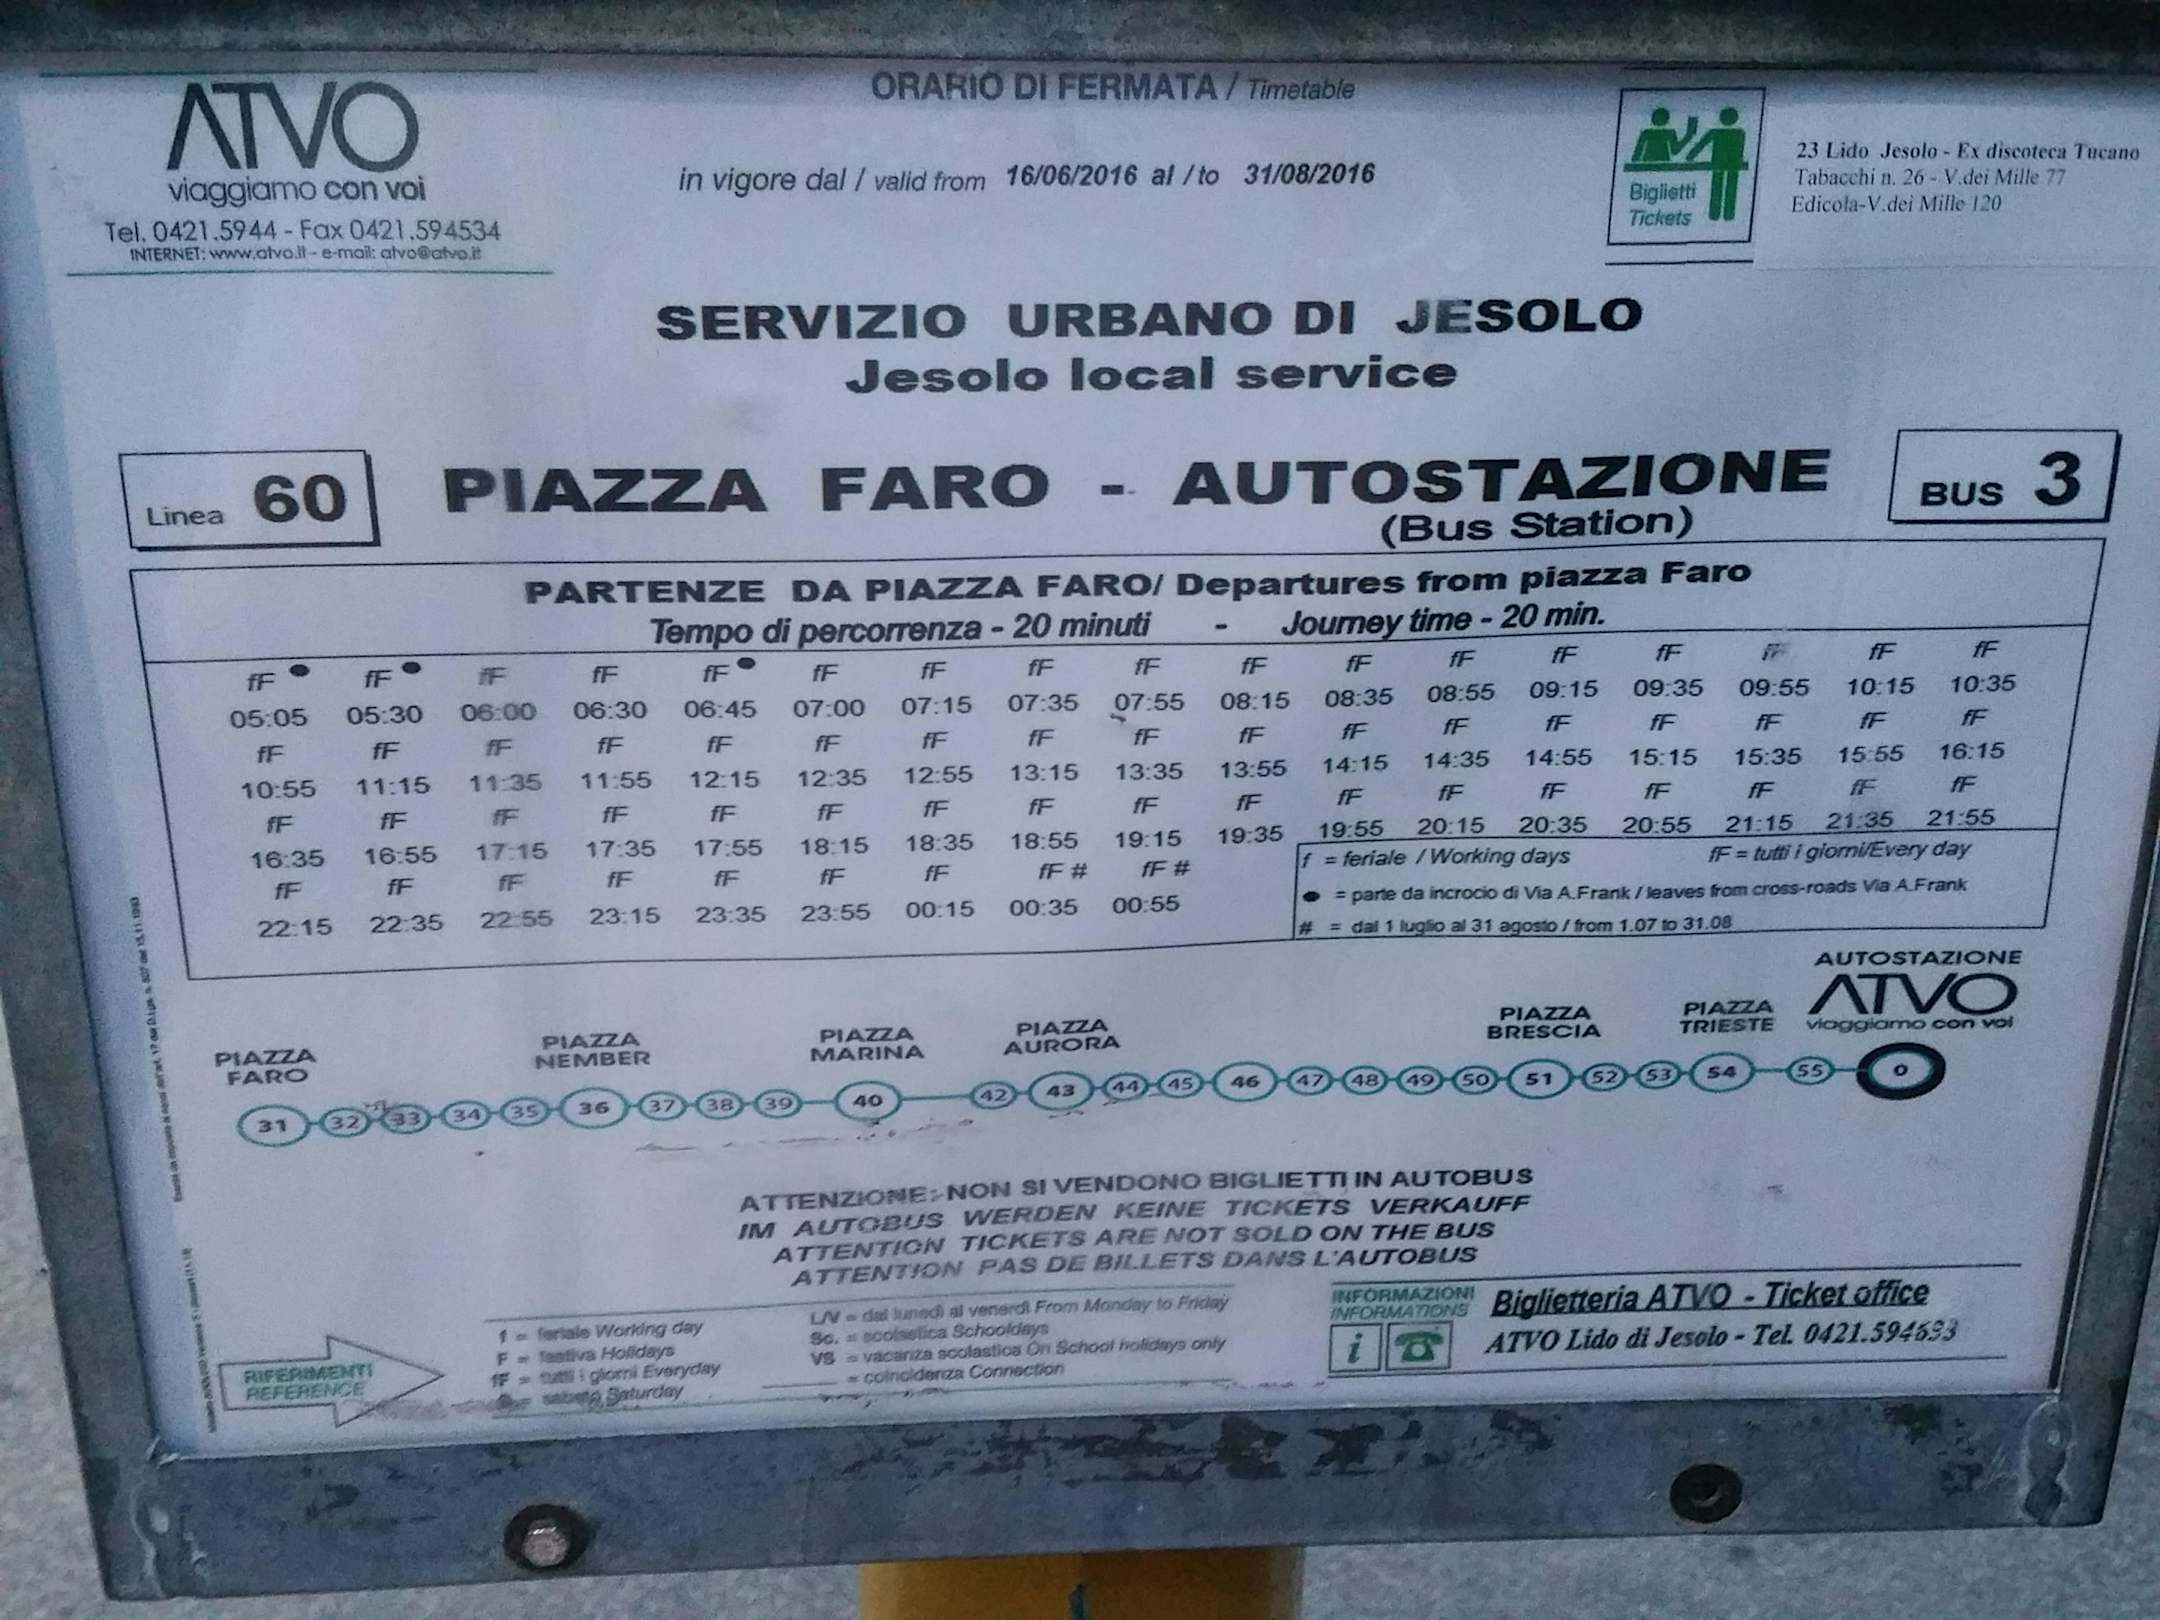 ATVO
viaggiamo con voi
Tel. 0421.5944 - Fax 0421.594534
INTERNET: www.atvo.it - e-mail: atvo@atvo.it
ORARIO DI FERMATA / Timetable
in vigore dal / valid from 16/06/2016 al / to 31/08/2016
Biglietti
Tickets
23 Lido Jesolo - Ex discoteca Tucano
Tabacchi n. 26 - V.dei Mille 77
Edicola-V.dei Mille 120
SERVIZIO URBANO DI JESOLO
Jesolo local service
Linea 60
PIAZZA FARO - AUTOSTAZIONE
(Bus Station)
BUS 3
PARTENZE DA PIAZZA FARO/ Departures from piazza Faro
Tempo di percorrenza - 20 minuti - Journey time - 20 min.
fF ● fF ● fF fF fF ● fF fF fF fF fF fF fF fF fF fF fF fF
05:05 05:30 06:00 06:30 06:45 07:00 07:15 07:35 07:55 08:15 08:35 08:55 09:15 09:35 09:55 10:15 10:35
fF fF fF fF fF fF fF fF fF fF fF fF fF fF fF fF fF
10:55 11:15 11:35 11:55 12:15 12:35 12:55 13:15 13:35 13:55 14:15 14:35 14:55 15:15 15:35 15:55 16:15
fF fF fF fF fF fF fF fF fF fF fF fF fF fF fF fF fF
16:35 16:55 17:15 17:35 17:55 18:15 18:35 18:55 19:15 19:35 19:55 20:15 20:35 20:55 21:15 21:35 21:55
fF fF fF fF fF fF fF fF # fF #
22:15 22:35 22:55 23:15 23:35 23:55 00:15 00:35 00:55
f = feriale / Working days fF = tutti i giorni/Every day
● = parte da incrocio di Via A.Frank / leaves from cross-roads Via A.Frank
# = dal 1 luglio al 31 agosto / from 1.07 to 31.08
AUTOSTAZIONE
ATVO
viaggiamo con voi
PIAZZA
FARO
PIAZZA
NEMBER
PIAZZA
MARINA
PIAZZA
AURORA
PIAZZA
BRESCIA
PIAZZA
TRIESTE
31 32 33 34 35 36 37 38 39 40 42 43 44 45 46 47 48 49 50 51 52 53 54 55 0
ATTENZIONE: NON SI VENDONO BIGLIETTI IN AUTOBUS
IM AUTOBUS WERDEN KEINE TICKETS VERKAUFF
ATTENTION TICKETS ARE NOT SOLD ON THE BUS
ATTENTION PAS DE BILLETS DANS L'AUTOBUS
RIFERIMENTI
REFERENCE
f = feriale Working day
F = festiva Holidays
fF = tutti i giorni Everyday
= sabato Saturday
L/V = dal lunedì al venerdì From Monday to Friday
Sc. = scolastica Schooldays
VS = vacanza scolastica On School holidays only
= coincidenza Connection
INFORMAZIONI
INFORMATIONS
i
Biglietteria ATVO - Ticket office
ATVO Lido di Jesolo - Tel. 0421.594693